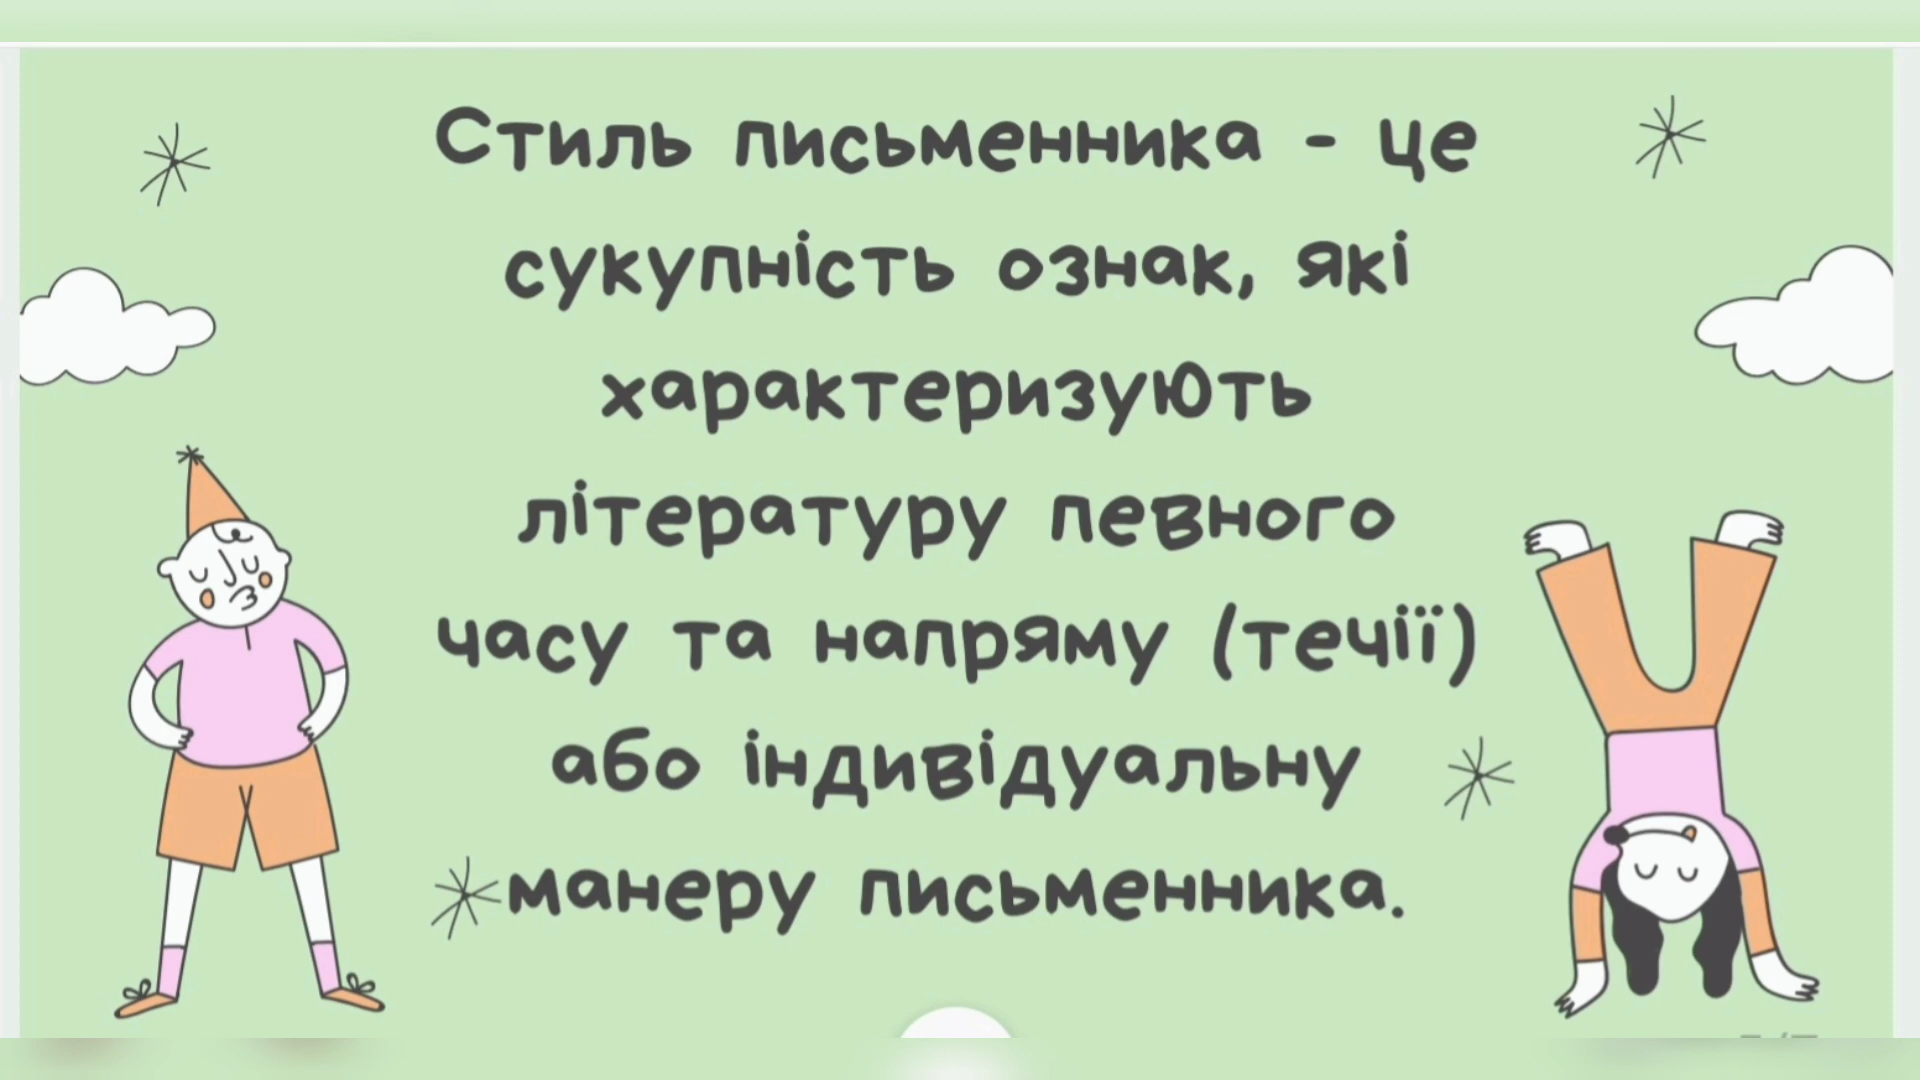 Стиль письменника - це
сукупність ознак, які
характеризують
літературу певного
часу та напряму (течії)
або індивідуальну
манеру письменника.